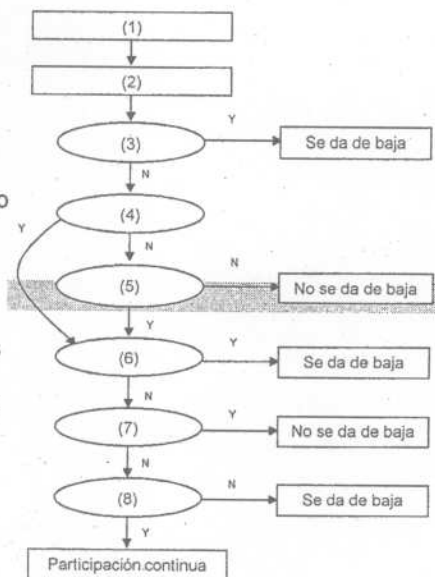 (1)
(2)
Y
(3)
Se da de baja
N
o
(4)
Y
N
N
(5)
No se da de baja
Y
Y
(6)
Se da de baja
N
Y
(7)
No se da de baja
N
N
(8)
Se da de baja
Y
Participación continua